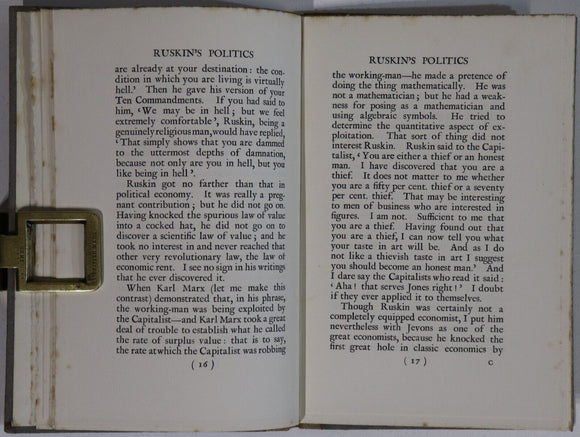 RUSKIN'S POLITICS
are already at your destination : the con-
dition in which you are living is virtually
hell.' Then he gave his version of your
Ten Commandments. If you had said to
him, ‘We may be in hell; but we feel
extremely comfortable’, Ruskin, being a
genuinely religious man, would have replied,
‘That simply shows that you are damned
to the uttermost depths of damnation,
because not only are you in hell, but you
like being in hell’.
Ruskin got no farther than that in
political economy. It was really a preg-
nant contribution; but he did not go on.
Having knocked the spurious law of value
into a cocked hat, he did not go on to
discover a scientific law of value; and he
took no interest in and never reached that
other very revolutionary law, the law of
economic rent. I see no sign in his writings
that he ever discovered it.
When Karl Marx (let me make this
contrast) demonstrated that, in his phrase,
the working-man was being exploited by
the Capitalist—and Karl Marx took a great
deal of trouble to establish what he called
the rate of surplus value: that is to say,
the rate at which the Capitalist was robbing
( 16 )
RUSKIN'S POLITICS
the working-man—he made a pretence of
doing the thing mathematically. He was
not a mathematician; but he had a weak-
ness for posing as a mathematician and
using algebraic symbols. He tried to
determine the quantitative aspect of ex-
ploitation. That sort of thing did not
interest Ruskin. Ruskin said to the Cap-
italist, ‘You are either a thief or an honest
man. I have discovered that you are a
thief. It does not matter to me whether
you are a fifty per cent. thief or a seventy
per cent. thief. That may be interesting
to men of business who are interested in
figures. I am not. Sufficient to me that
you are a thief. Having found out that
you are a thief, I can now tell you what
your taste in art will be. And as I do
not like a thievish taste in art I suggest
you should become an honest man.’ And
I dare say the Capitalists who read it said:
‘Aha! that serves Jones right!’ I doubt
if they ever applied it to themselves.
Though Ruskin was certainly not a
completely equipped economist, I put him
nevertheless with Jevons as one of the
great economists, because he knocked the
first great hole in classic economics by
( 17 ) C